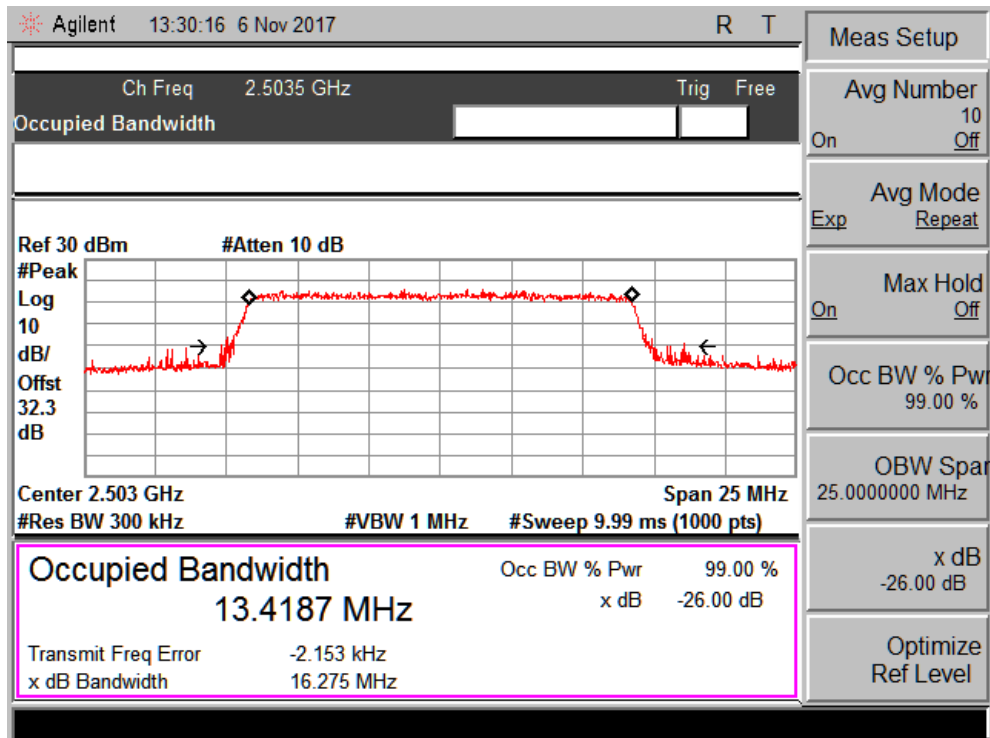 Agilent 13:30:16 6 Nov 2017 R T
Ch Freq 2.5035 GHz Trig Free
Occupied Bandwidth
Ref 30 dBm #Atten 10 dB
#Peak
Log
10
dB/
Offst
32.3
dB
Center 2.503 GHz Span 25 MHz
#Res BW 300 kHz #VBW 1 MHz #Sweep 9.99 ms (1000 pts)
Occupied Bandwidth Occ BW % Pwr 99.00 %
13.4187 MHz x dB -26.00 dB
Transmit Freq Error -2.153 kHz
x dB Bandwidth 16.275 MHz
Meas Setup
Avg Number
10
On Off
Avg Mode
Exp Repeat
Max Hold
On Off
Occ BW % Pwr
99.00 %
OBW Span
25.0000000 MHz
x dB
-26.00 dB
Optimize
Ref Level